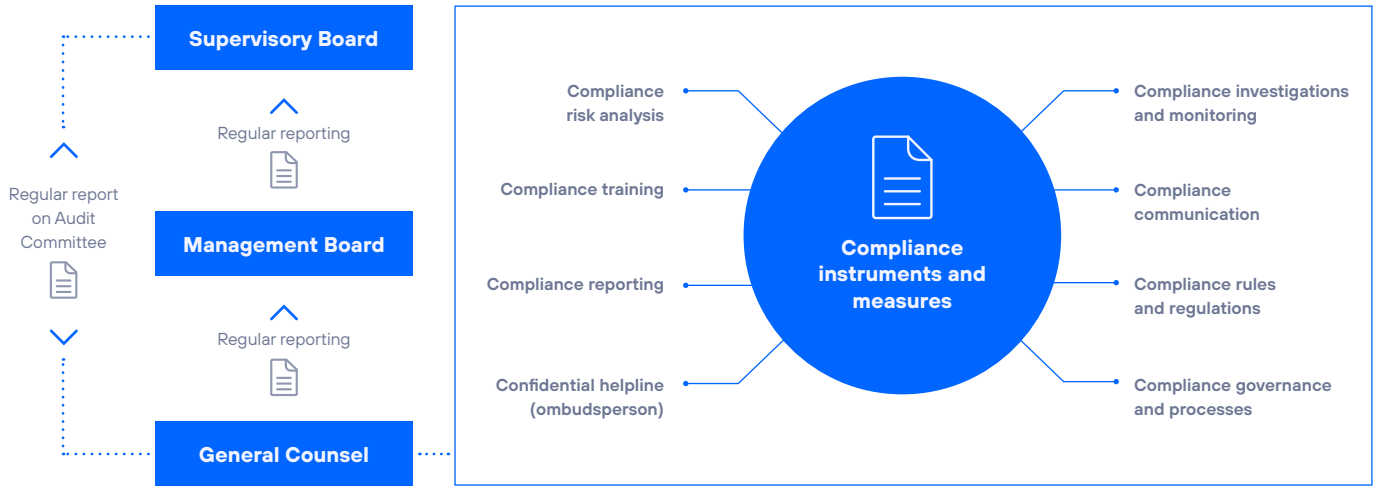 Supervisory Board
Regular reporting
Regular report
on Audit
Committee
Management Board
Regular reporting
General Counsel
Compliance
risk analysis
Compliance training
Compliance reporting
Confidential helpline
(ombudsperson)
Compliance
instruments and
measures
Compliance investigations
and monitoring
Compliance
communication
Compliance rules
and regulations
Compliance governance
and processes